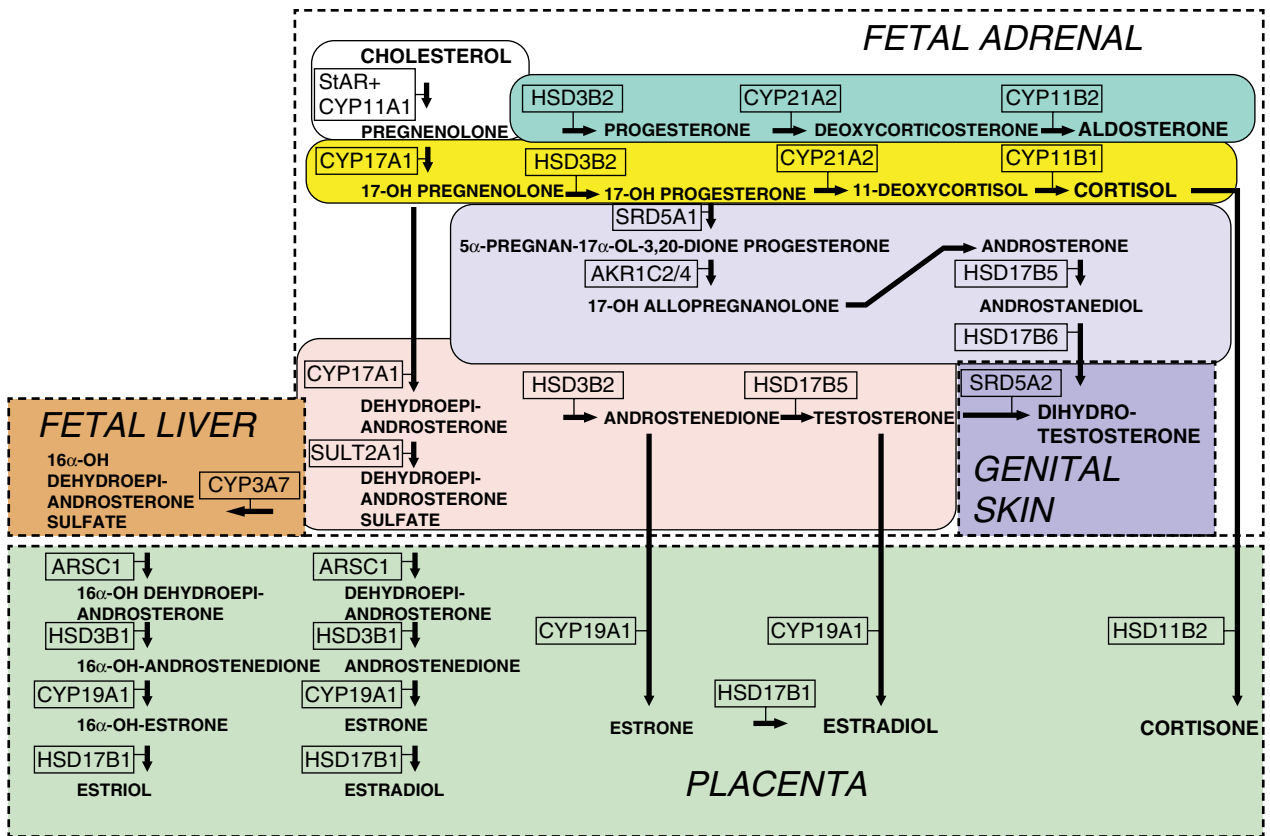 FETAL ADRENAL
CHOLESTEROL
StAR+
CYP11A1
PREGNENOLONE
HSD3B2
PROGESTERONE
CYP21A2
DEOXYCORTICOSTERONE
CYP11B2
ALDOSTERONE
CYP17A1
17-OH PREGNENOLONE
HSD3B2
17-OH PROGESTERONE
CYP21A2
11-DEOXYCORTISOL
CYP11B1
CORTISOL
SRD5A1
5α-PREGNAN-17α-OL-3,20-DIONE PROGESTERONE
AKR1C2/4
17-OH ALLOPREGNANOLONE
ANDROSTERONE
HSD17B5
ANDROSTANEDIOL
HSD17B6
CYP17A1
DEHYDROEPI-
ANDROSTERONE
SULT2A1
DEHYDROEPI-
ANDROSTERONE
SULFATE
HSD3B2
ANDROSTENEDIONE
HSD17B5
TESTOSTERONE
SRD5A2
DIHYDRO-
TESTOSTERONE
GENITAL
SKIN
FETAL LIVER
16α-OH
DEHYDROEPI-
ANDROSTERONE
SULFATE
CYP3A7
ARSC1
16α-OH DEHYDROEPI-
ANDROSTERONE
HSD3B1
16α-OH-ANDROSTENEDIONE
CYP19A1
16α-OH-ESTRONE
HSD17B1
ESTRIOL
ARSC1
DEHYDROEPI-
ANDROSTERONE
HSD3B1
ANDROSTENEDIONE
CYP19A1
ESTRONE
HSD17B1
ESTRADIOL
CYP19A1
ESTRONE
HSD17B1
CYP19A1
ESTRADIOL
HSD11B2
CORTISONE
PLACENTA